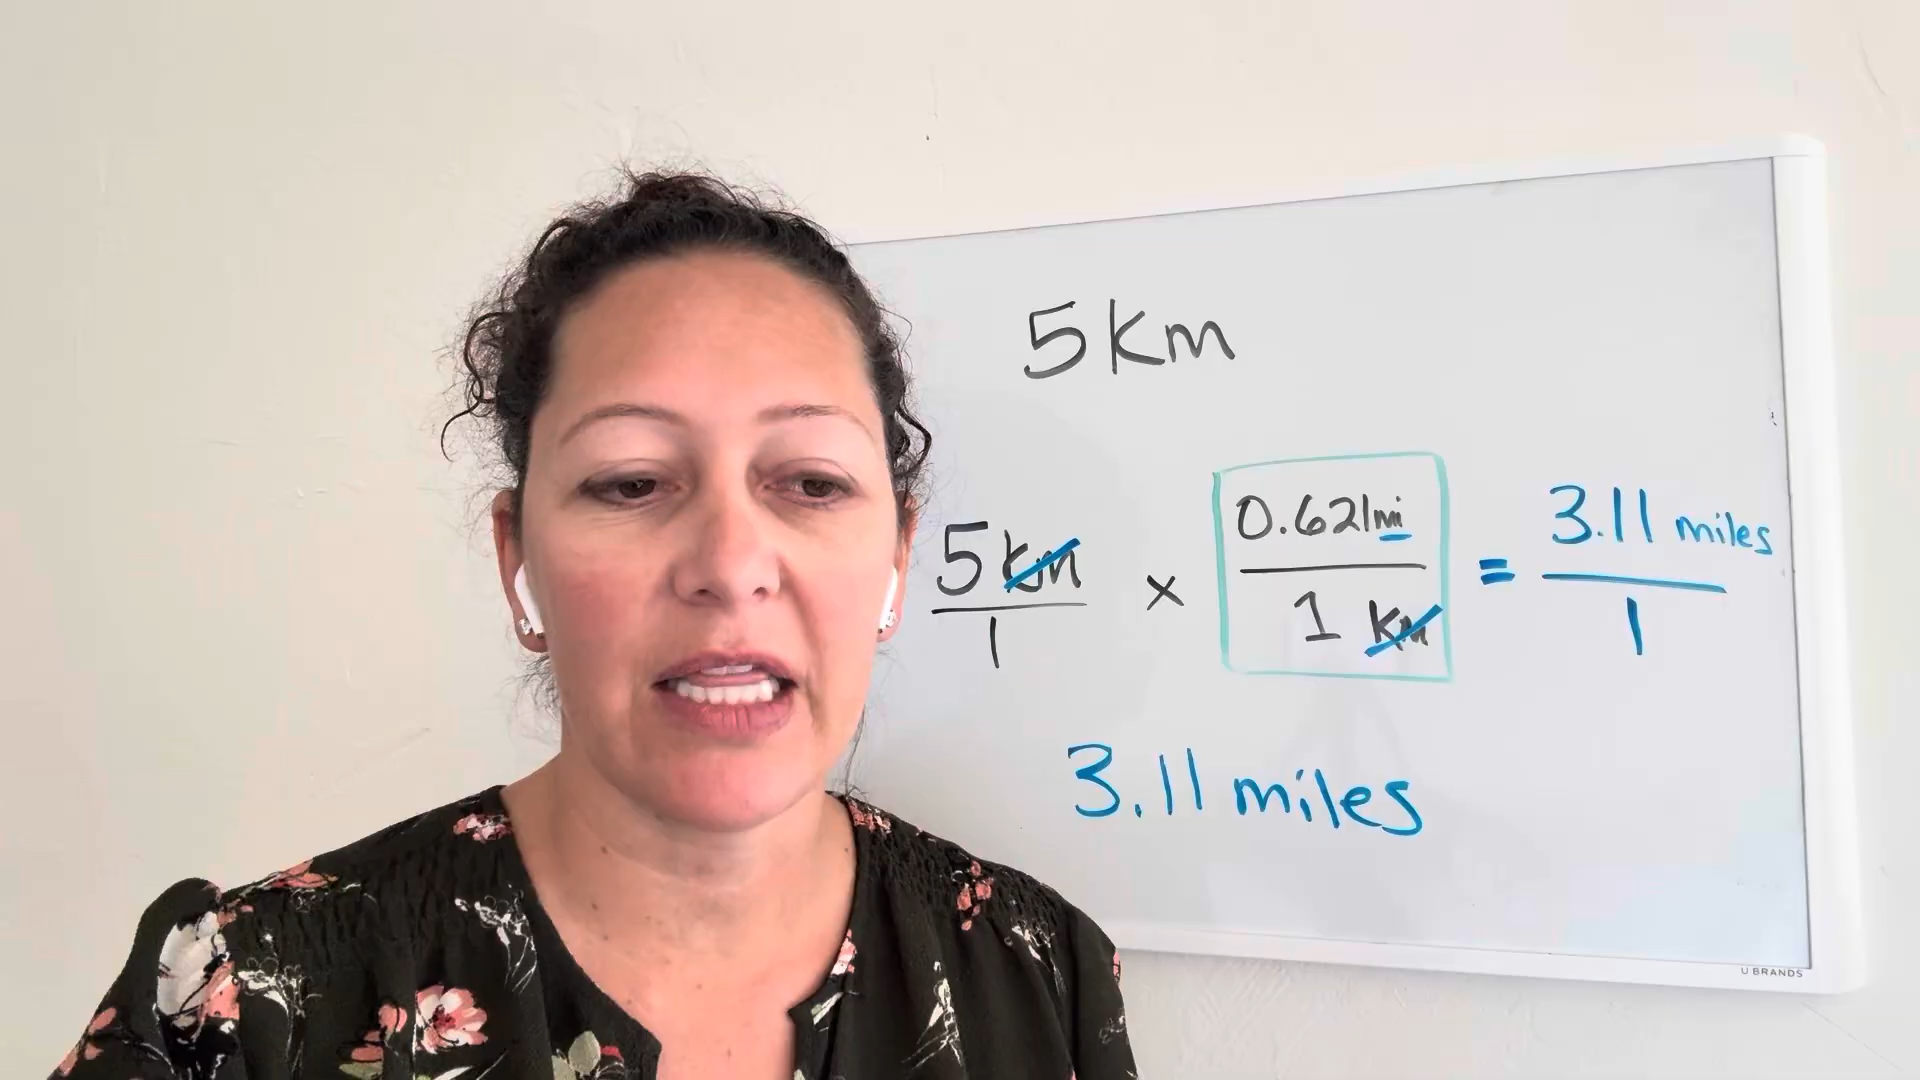 5 km
5 km × 0.621 mi = 3.11 miles
1 1 km 1
3.11 miles
U BRANDS